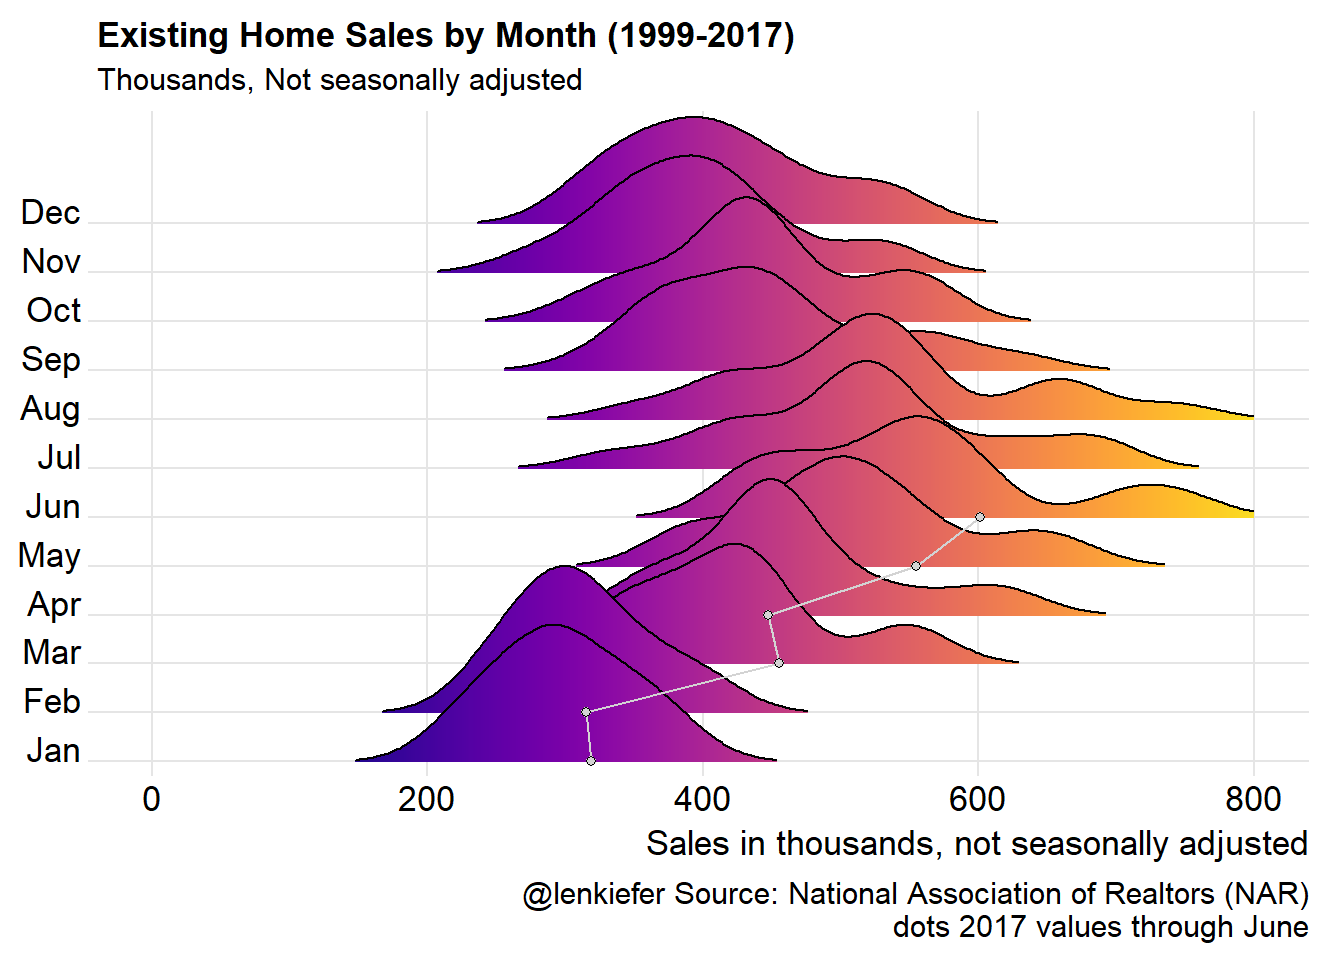 Existing Home Sales by Month (1999-2017)
Thousands, Not seasonally adjusted
Dec
Nov
Oct
Sep
Aug
Jul
Jun
May
Apr
Mar
Feb
Jan
0 200 400 600 800
Sales in thousands, not seasonally adjusted
@lenkiefer Source: National Association of Realtors (NAR)
dots 2017 values through June